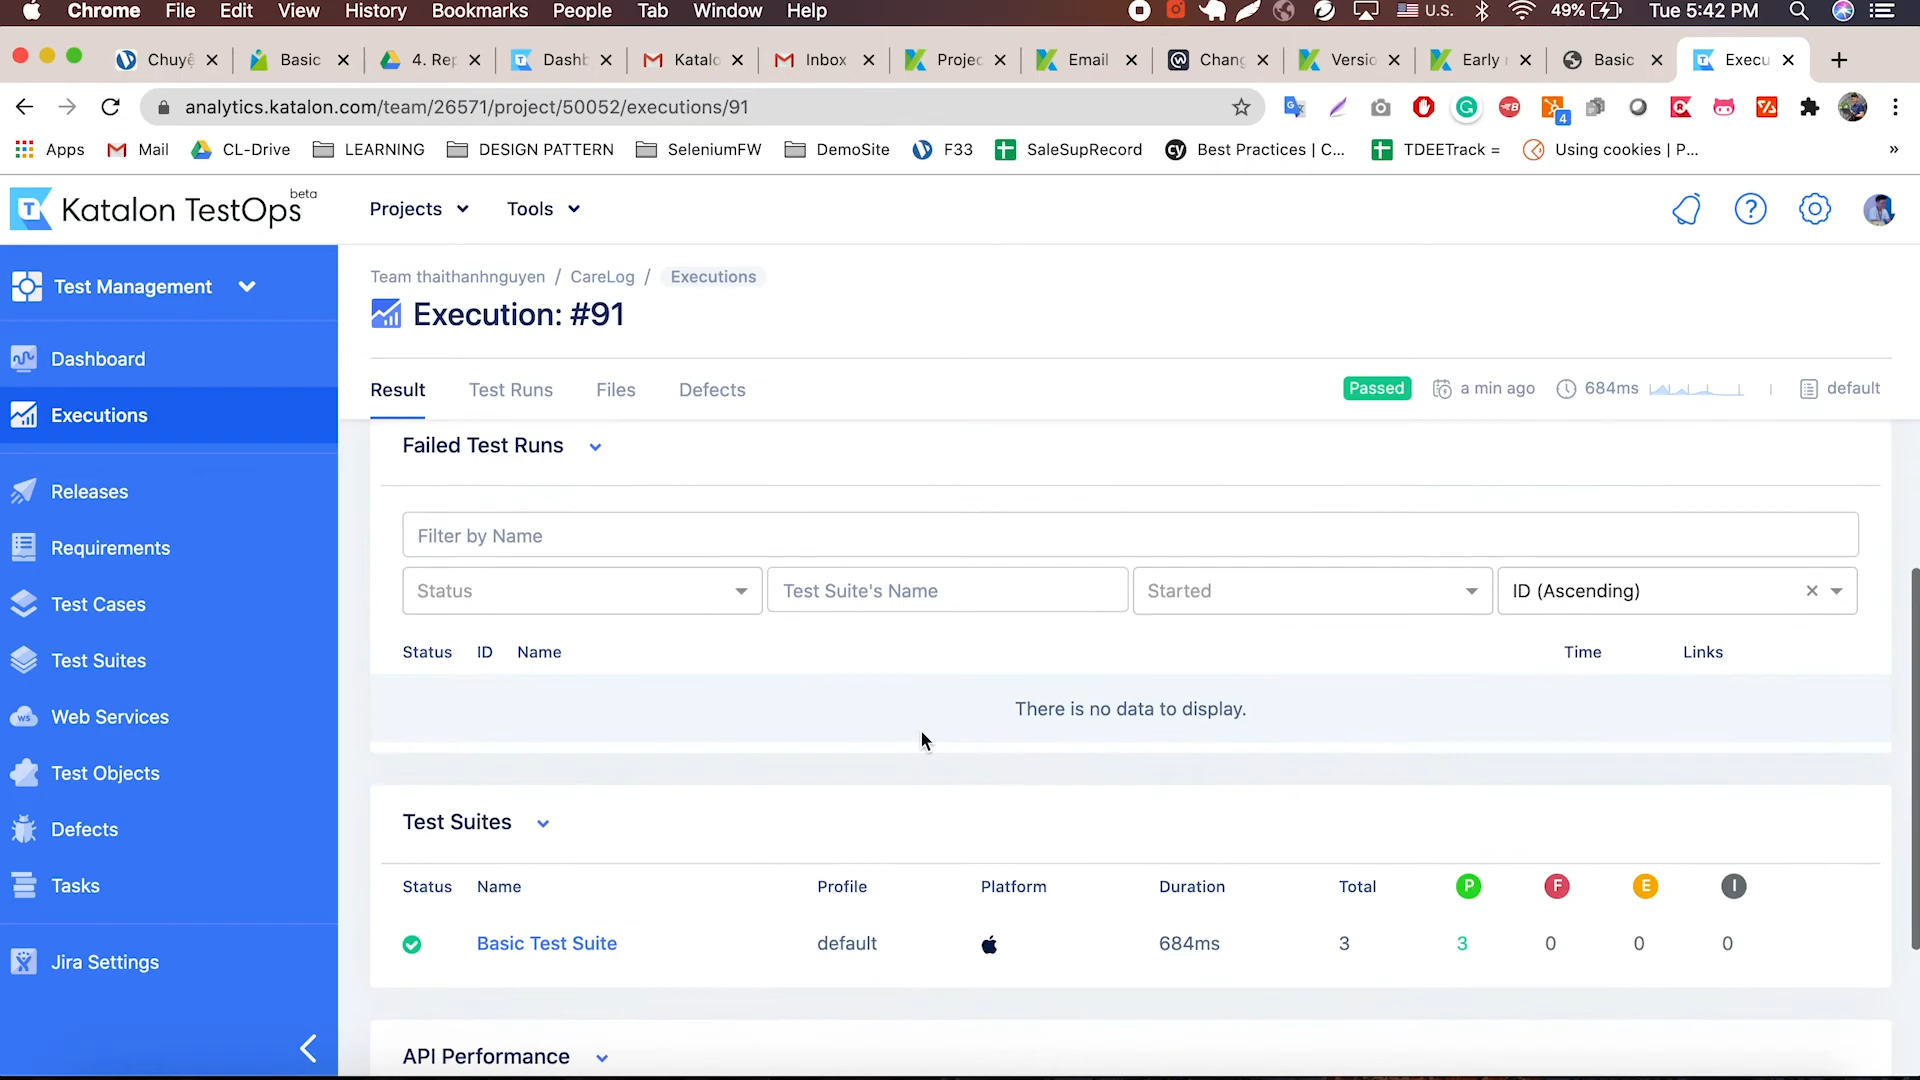 Chrome File Edit View History Bookmarks People Tab Window Help U.S. 49% Tue 5:42 PM
Chuyệ Basic 4. Rep Dashb Katalo Inbox Projec Email Chang Versio Early Basic Execu
analytics.katalon.com/team/26571/project/50052/executions/91 4
Apps Mail CL-Drive LEARNING DESIGN PATTERN SeleniumFW DemoSite F33 SaleSupRecord Best Practices | C... TDEETrack = Using cookies | P... »
Katalon TestOps beta Projects Tools
Test Management
Dashboard
Executions
Releases
Requirements
Test Cases
Test Suites
Web Services
Test Objects
Defects
Tasks
Jira Settings
Team thaithanhnguyen / CareLog / Executions
Execution: #91
Result Test Runs Files Defects Passed a min ago 684ms default
Failed Test Runs
Filter by Name
Status Test Suite's Name Started ID (Ascending)
Status ID Name Time Links
There is no data to display.
Test Suites
Status Name Profile Platform Duration Total P F E I
Basic Test Suite default 684ms 3 3 0 0 0
API Performance